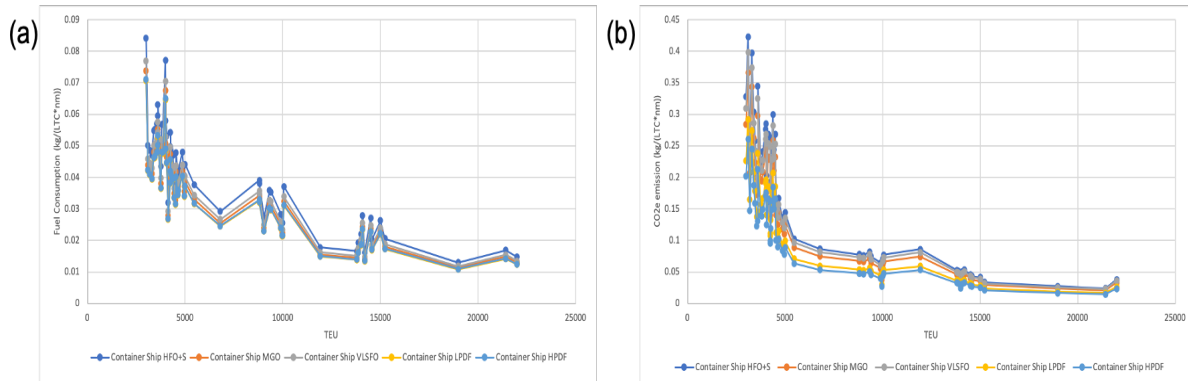 (a)
0.09
0.08
0.07
0.06
0.05
0.04
0.03
0.02
0.01
0
Fuel Consumption (kg/(LTC*nm))
0 5000 10000 15000 20000 25000
TEU
Container Ship HFO+S Container Ship MGO Container Ship VLSFO Container Ship LPDF Container Ship HPDF
(b)
0.45
0.4
0.35
0.3
0.25
0.2
0.15
0.1
0.05
0
CO2e emission (kg/(LTC*nm))
0 5000 10000 15000 20000 25000
TEU
Container Ship HFO+S Container Ship MGO Container Ship VLSFO Container Ship LPDF Container Ship HPDF